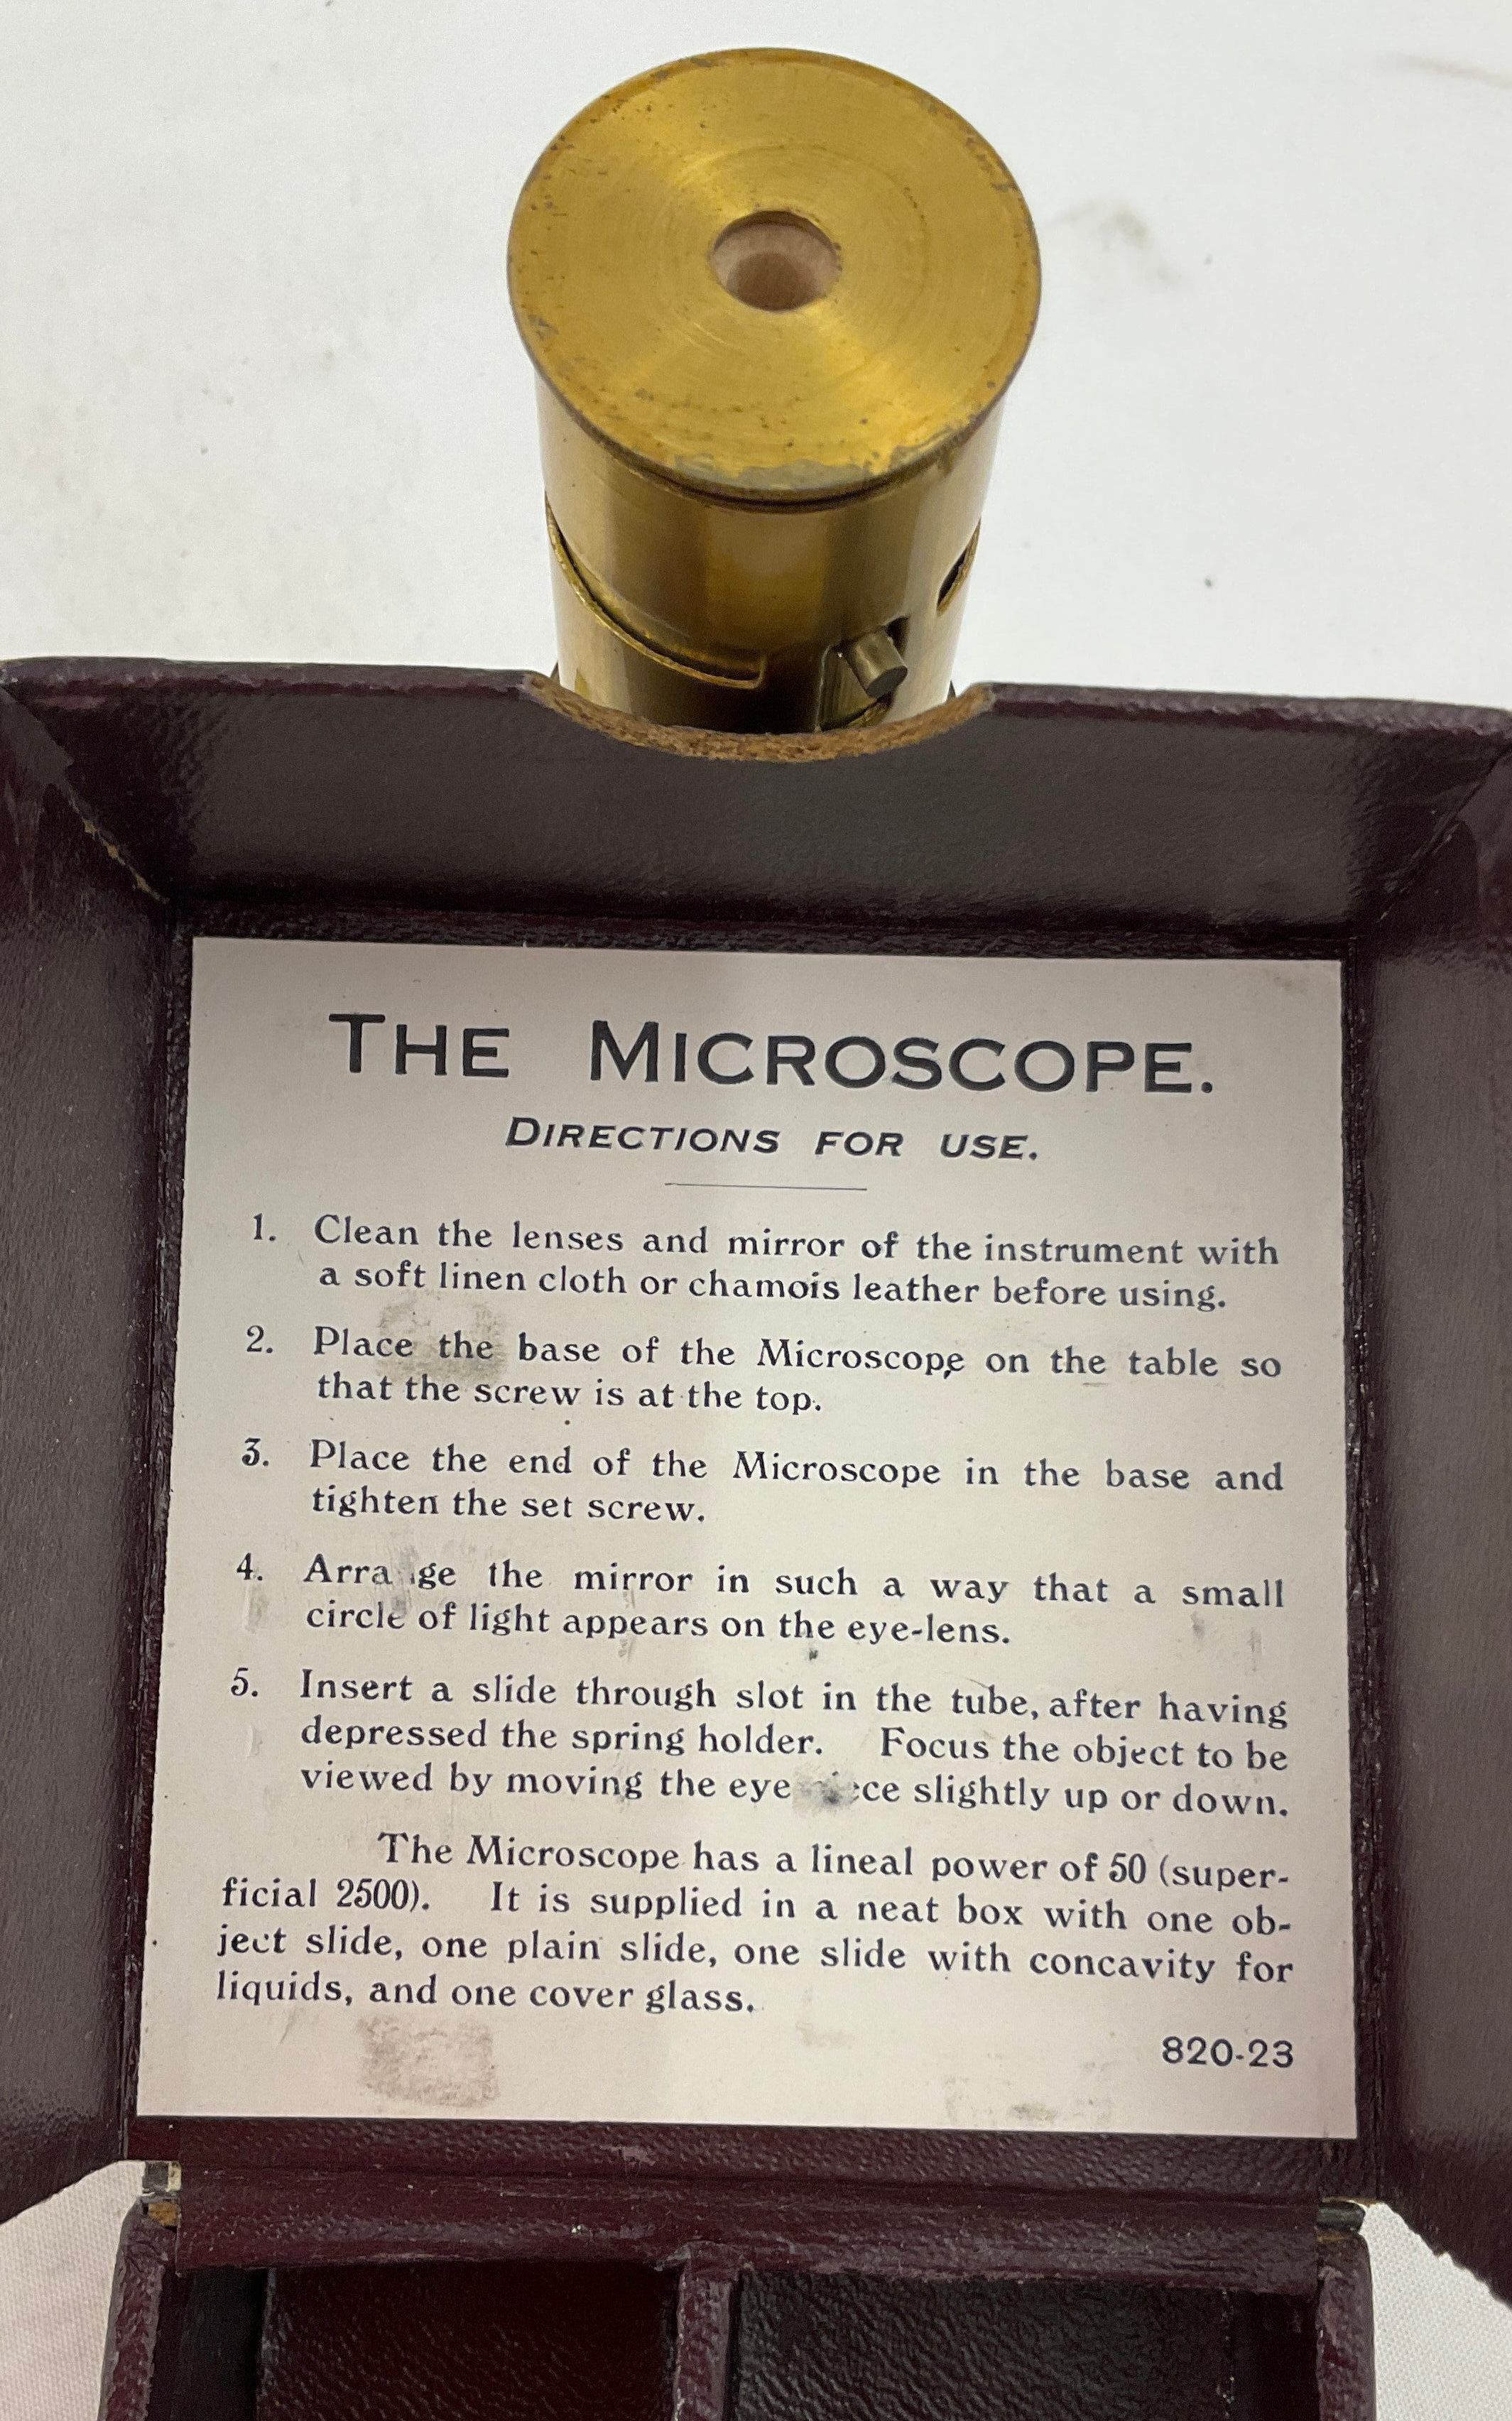 THE MICROSCOPE.
DIRECTIONS FOR USE.
1. Clean the lenses and mirror of the instrument with
a soft linen cloth or chamois leather before using.
2. Place the base of the Microscope on the table so
that the screw is at the top.
3. Place the end of the Microscope in the base and
tighten the set screw.
4. Arrange the mirror in such a way that a small
circle of light appears on the eye-lens.
5. Insert a slide through slot in the tube, after having
depressed the spring holder. Focus the object to be
viewed by moving the eye slightly up or down.
The Microscope has a lineal power of 50 (super-
ficial 2500). It is supplied in a neat box with one ob-
ject slide, one plain slide, one slide with concavity for
liquids, and one cover glass.
820-23